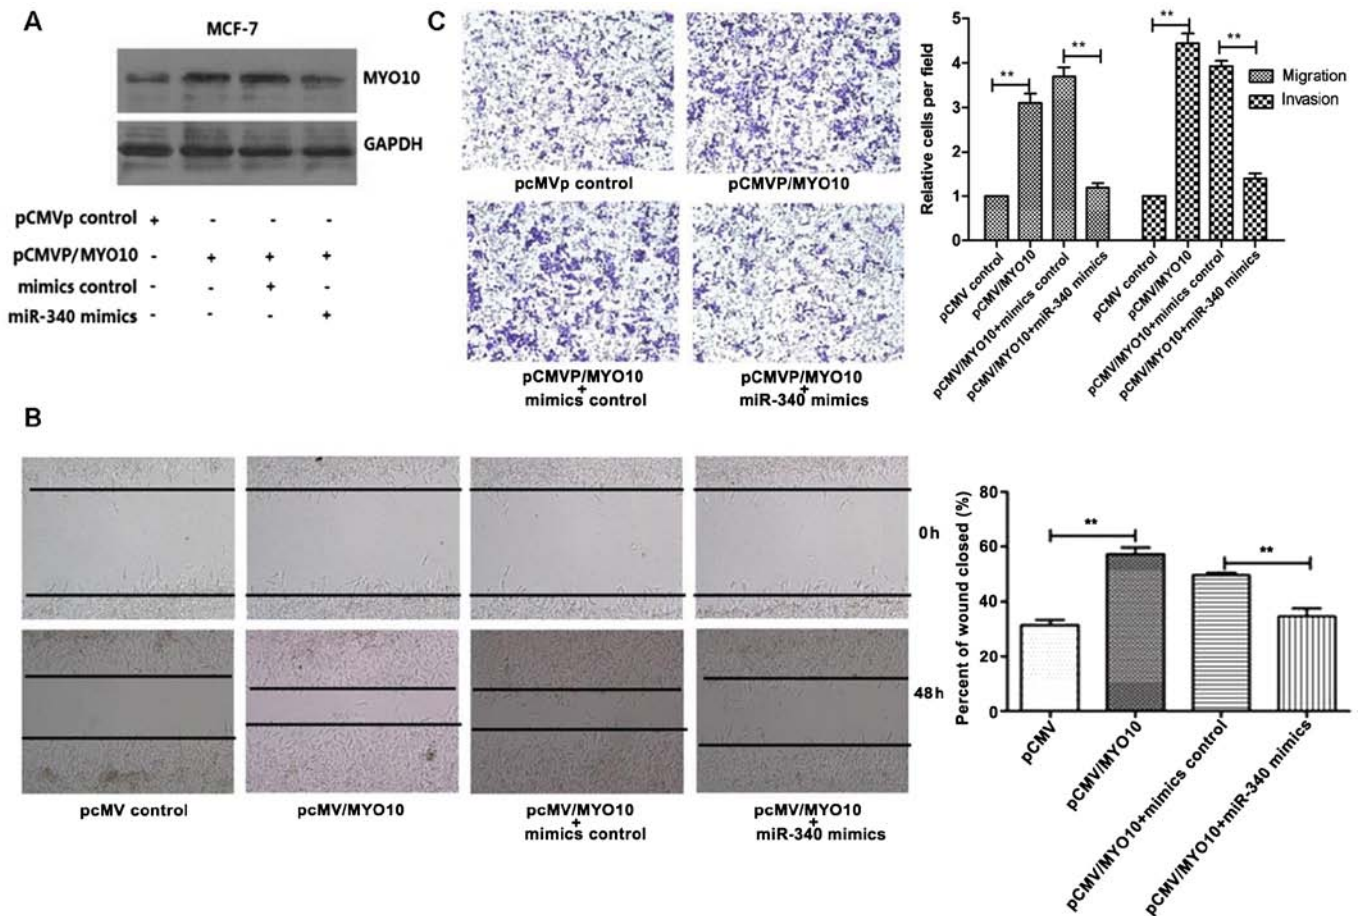 A
MCF-7
MYO10
GAPDH
pCMVp control + - - -
pCMVP/MYO10 - + + +
mimics control - - + -
miR-340 mimics - - - +
C
pcMVp control
pCMVP/MYO10
pCMVP/MYO10
+
mimics control
pCMVP/MYO10
+
miR-340 mimics
Relative cells per field
5
4
3
2
1
0
**
**
**
**
Migration
Invasion
pCMV control
pCMV/MYO10
pCMV/MYO10+mimics control
pCMV/MYO10+miR-340 mimics
pCMV control
pCMV/MYO10
pCMV/MYO10+mimics control
pCMV/MYO10+miR-340 mimics
B
0h
48h
pcMV control
pcMV/MYO10
pcMV/MYO10
+
mimics control
pcMV/MYO10
+
miR-340 mimics
Percent of wound closed (%)
80
60
40
20
0
**
**
pCMV
pCMV/MYO10
pCMV/MYO10+mimics control
pCMV/MYO10+miR-340 mimics